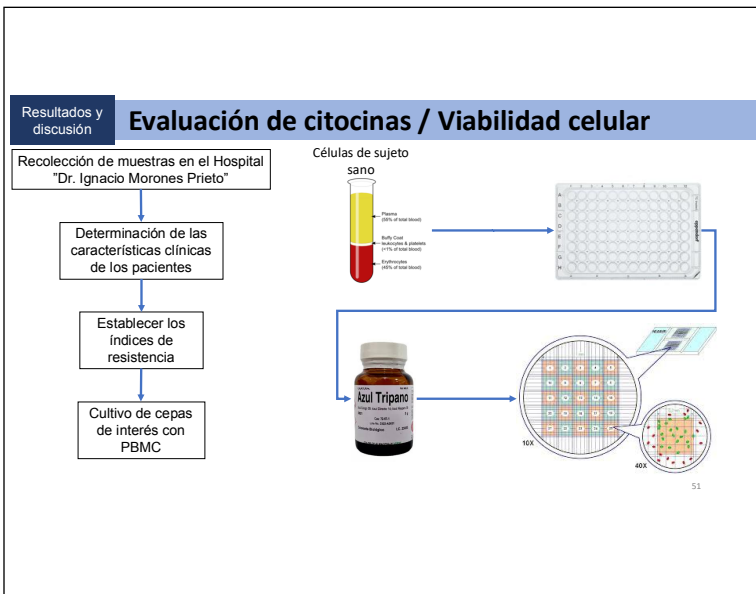 Resultados y
discusión
Evaluación de citocinas / Viabilidad celular
Recolección de muestras en el Hospital
"Dr. Ignacio Morones Prieto"
Determinación de las
características clínicas
de los pacientes
Establecer los
índices de
resistencia
Cultivo de cepas
de interés con
PBMC
Células de sujeto
sano
Plasma
(55% of total blood)
Buffy Coat
leukocytes & platelets
(<1% of total blood)
Erythrocytes
(45% of total blood)
A
B
C
D
E
F
G
H
eppendorf
Azul Tripano
10X
40X
51